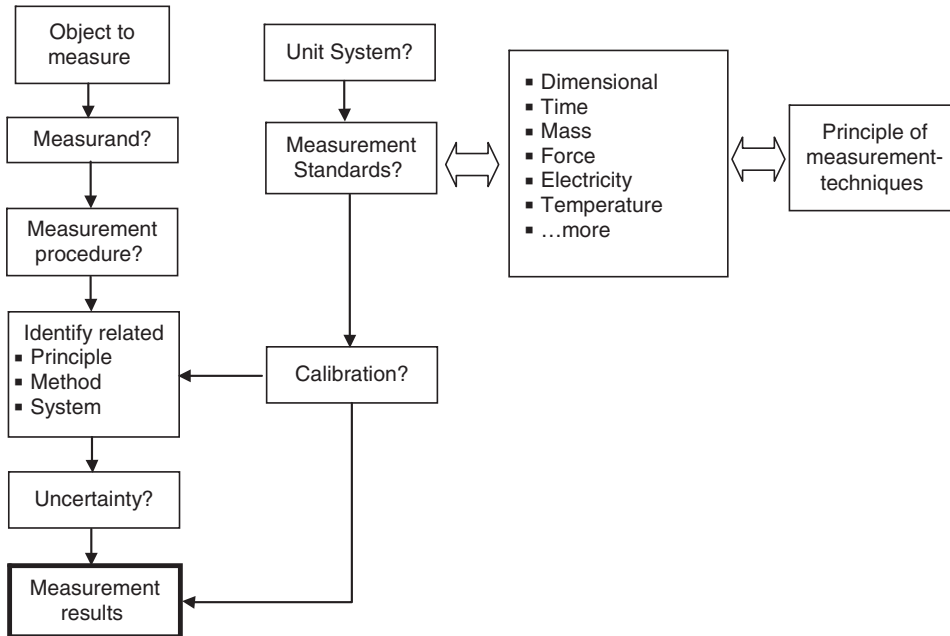 Object to
measure
Measurand?
Measurement
procedure?
Identify related
▪ Principle
▪ Method
▪ System
Uncertainty?
Measurement
results
Unit System?
Measurement
Standards?
Calibration?
▪ Dimensional
▪ Time
▪ Mass
▪ Force
▪ Electricity
▪ Temperature
▪ …more
Principle of
measurement-
techniques